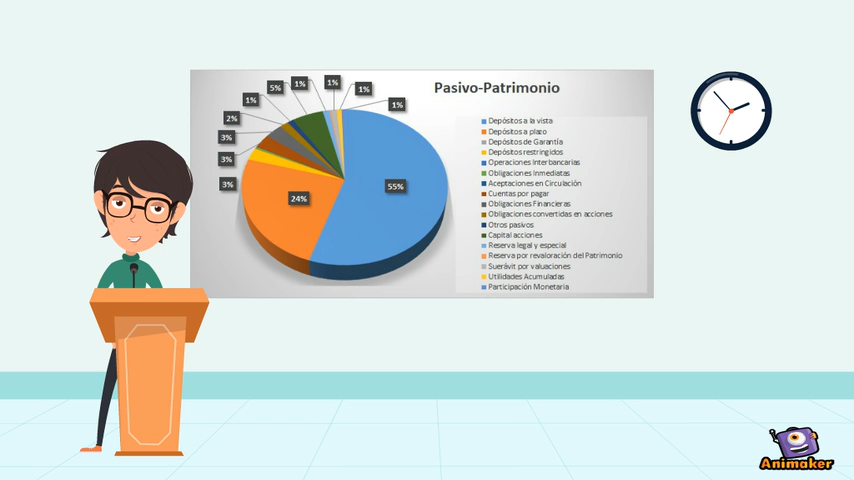 Pasivo-Patrimonio
1%
1%
1%
5%
1%
1%
2%
3%
3%
3%
24%
55%
Depósitos a la vista
Depósitos a plazo
Depósitos de Garantía
Depósitos restringidos
Operaciones Interbancarias
Obligaciones Inmediatas
Aceptaciones en Circulación
Cuentas por pagar
Obligaciones Financieras
Obligaciones convertidas en acciones
Otros pasivos
Capital acciones
Reserva legal y especial
Reserva por revaloración del Patrimonio
Suerávit por valuaciones
Utilidades Acumuladas
Participación Monetaria
Animaker